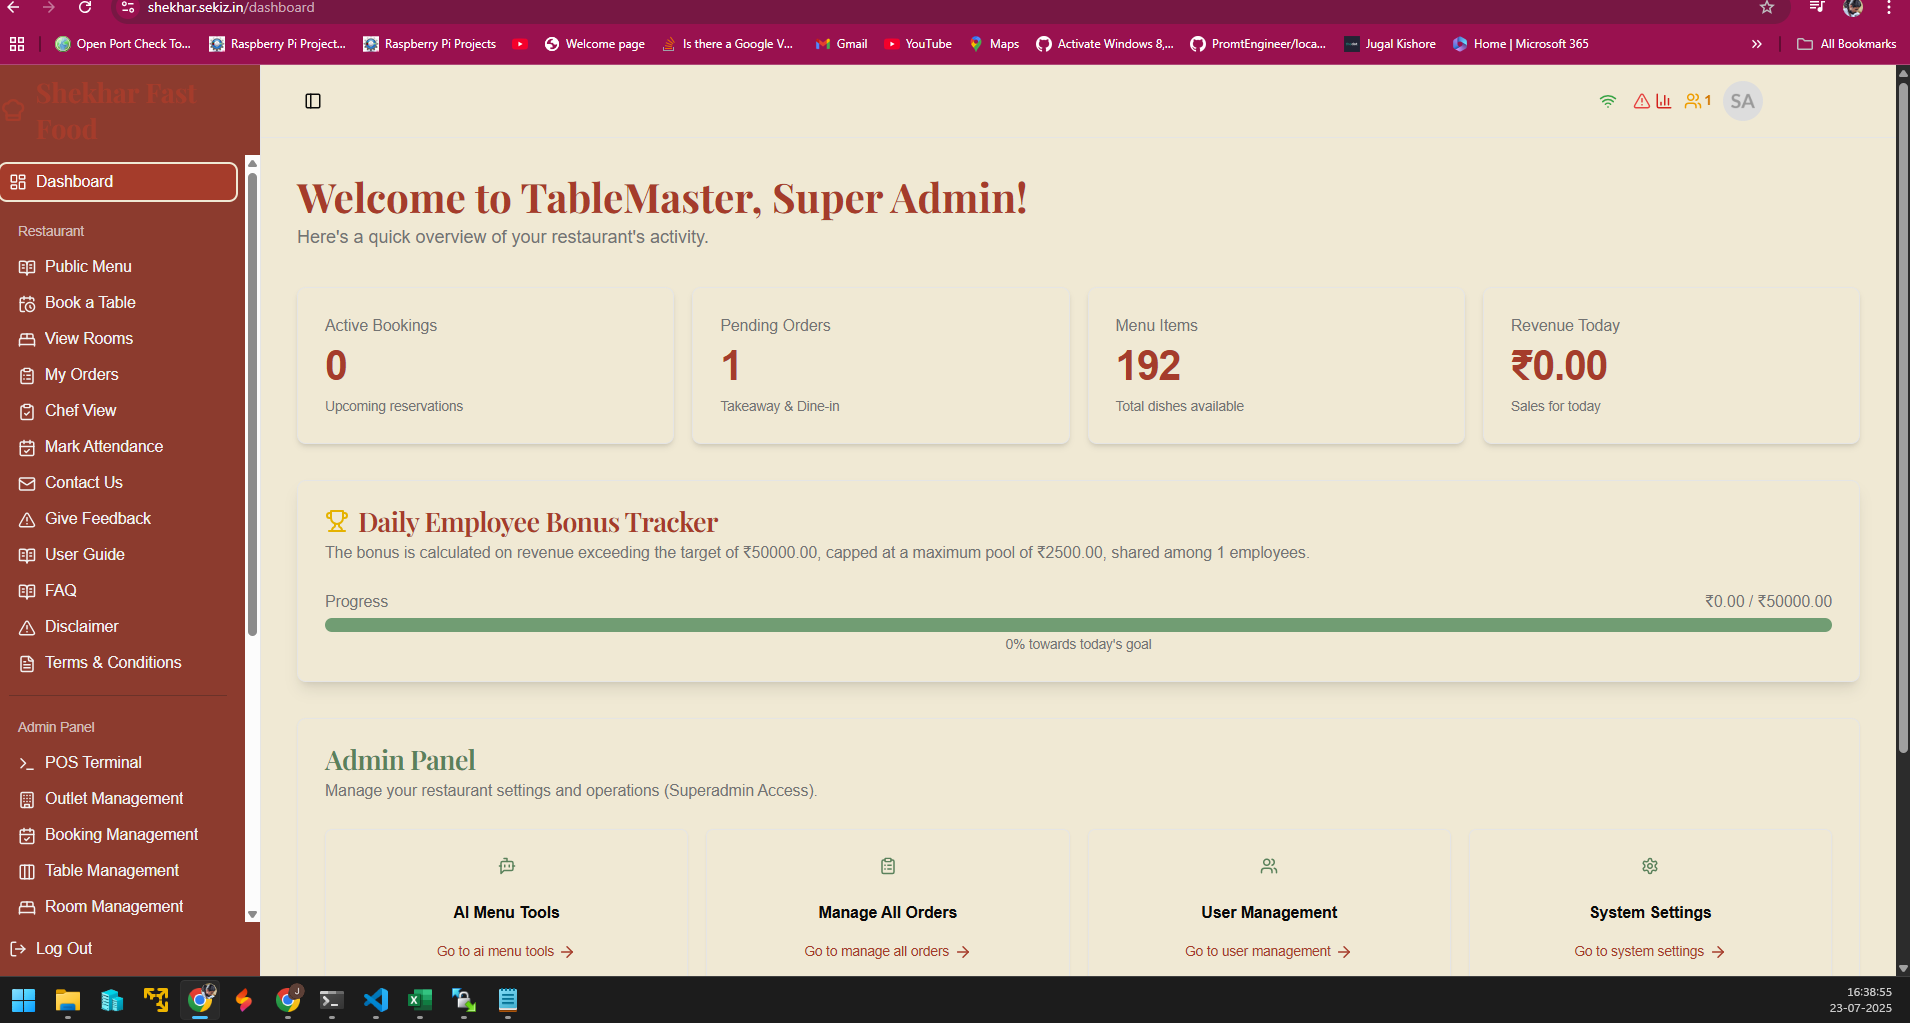 shekhar.sekiz.in/dashboard
Open Port Check To...
Raspberry Pi Project...
Raspberry Pi Projects
Welcome page
Is there a Google V...
Gmail
YouTube
Maps
Activate Windows 8,...
PromtEngineer/loca...
Jugal Kishore
Home | Microsoft 365
All Bookmarks
Shekhar Fast
Food
1
SA
Dashboard
Restaurant
Public Menu
Book a Table
View Rooms
My Orders
Chef View
Mark Attendance
Contact Us
Give Feedback
User Guide
FAQ
Disclaimer
Terms & Conditions
Admin Panel
POS Terminal
Outlet Management
Booking Management
Table Management
Room Management
Log Out
Welcome to TableMaster, Super Admin!
Here's a quick overview of your restaurant's activity.
Active Bookings
0
Upcoming reservations
Pending Orders
1
Takeaway & Dine-in
Menu Items
192
Total dishes available
Revenue Today
₹0.00
Sales for today
Daily Employee Bonus Tracker
The bonus is calculated on revenue exceeding the target of ₹50000.00, capped at a maximum pool of ₹2500.00, shared among 1 employees.
Progress
₹0.00 / ₹50000.00
0% towards today's goal
Admin Panel
Manage your restaurant settings and operations (Superadmin Access).
AI Menu Tools
Go to ai menu tools
Manage All Orders
Go to manage all orders
User Management
Go to user management
System Settings
Go to system settings
J
16:38:55
23-07-2025